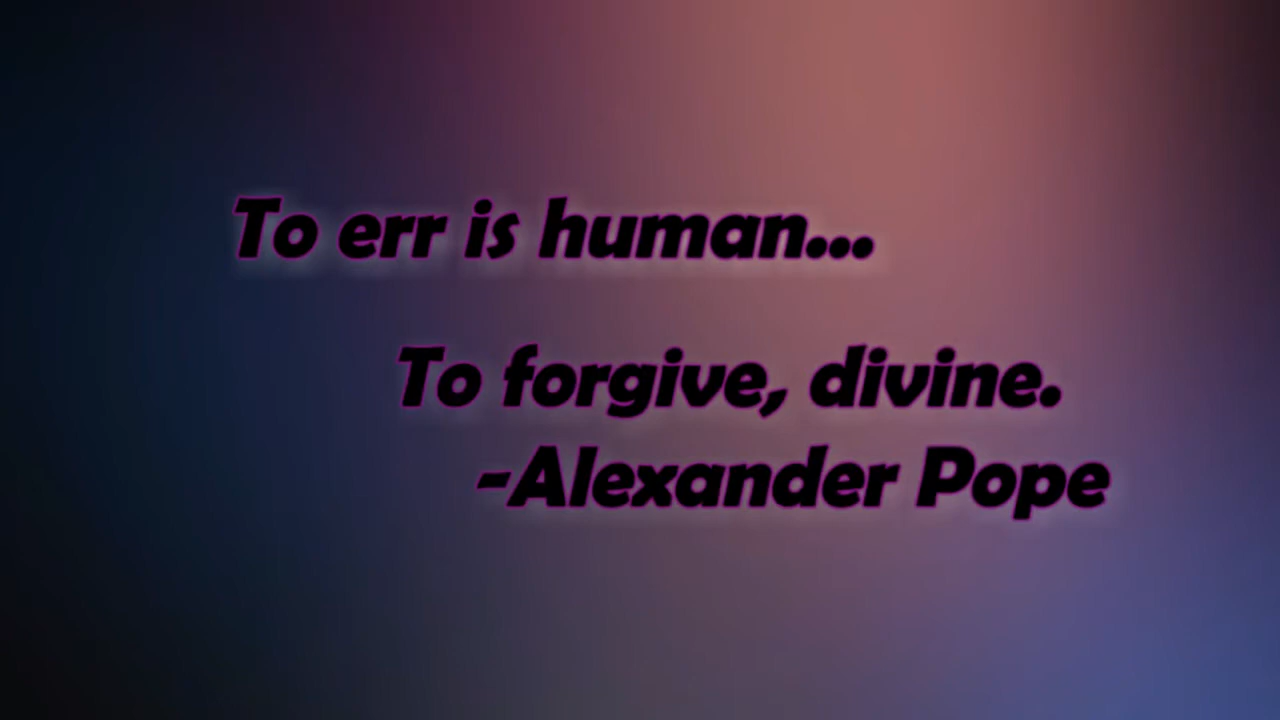 To err is human...
To forgive, divine.
-Alexander Pope